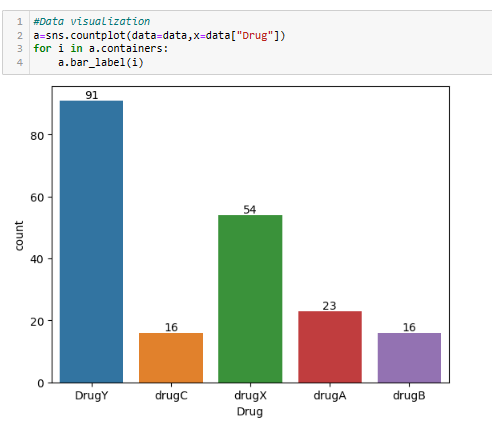 1 #Data visualization
2 a=sns.countplot(data=data,x=data["Drug"])
3 for i in a.containers:
4     a.bar_label(i)
91
80
60
54
40
23
20
16
16
0
count
DrugY drugC drugX drugA drugB
Drug